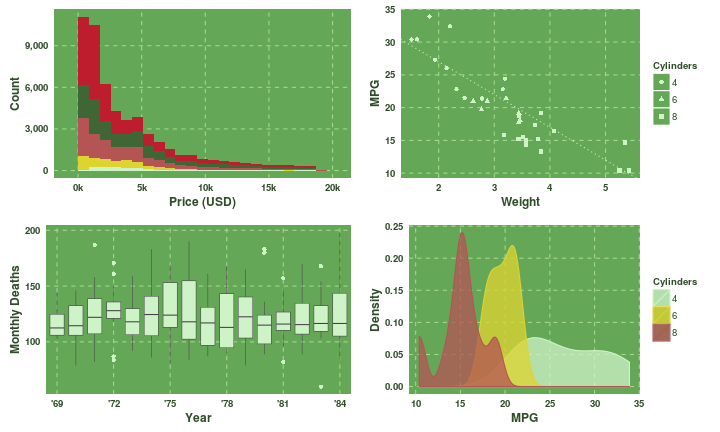 Count
9,000
6,000
3,000
0
0k
5k
10k
15k
20k
Price (USD)
MPG
35
30
25
20
15
10
2
3
4
5
Weight
Cylinders
4
6
8
Monthly Deaths
200
150
100
'69
'72
'75
'78
'81
'84
Year
Density
0.25
0.20
0.15
0.10
0.05
0.00
10
15
20
25
30
35
MPG
Cylinders
4
6
8